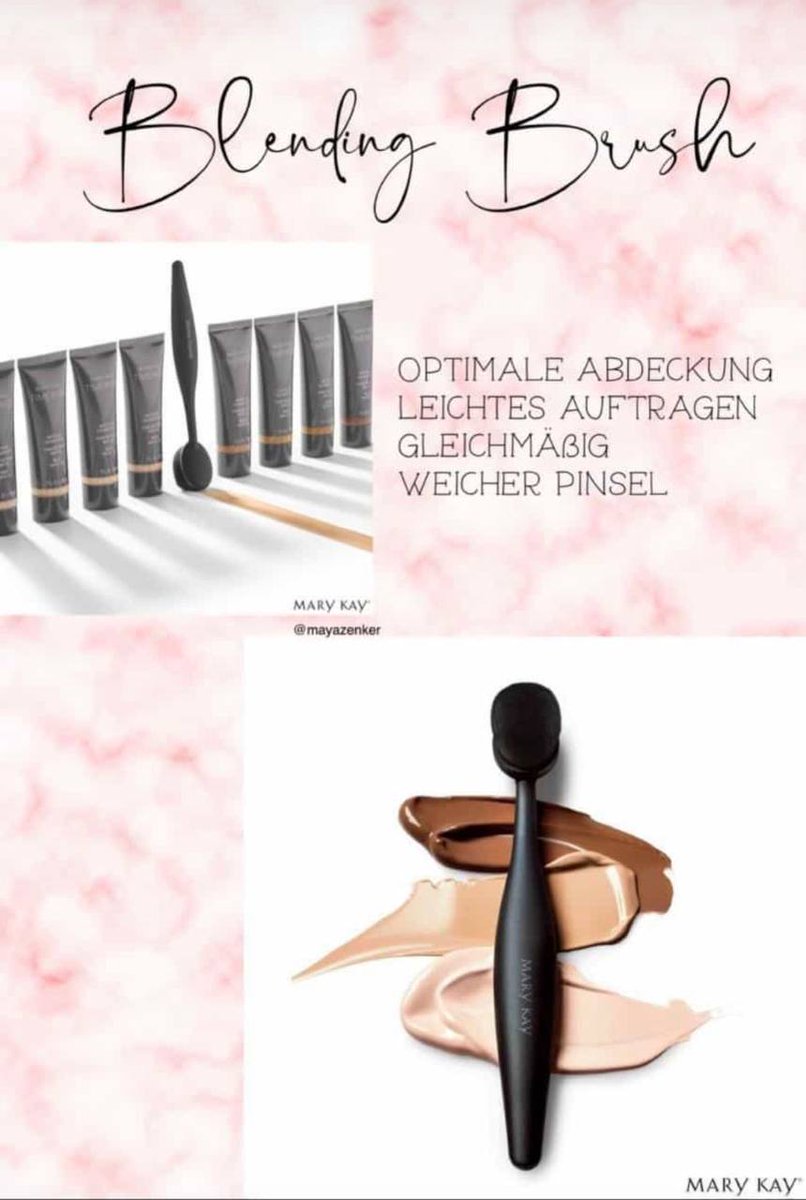 Blending Brush
OPTIMALE ABDECKUNG
LEICHTES AUFTRAGEN
GLEICHMÄßIG
WEICHER PINSEL
MARY KAY®
@mayazenker
MARY KAY
MARY KAY®